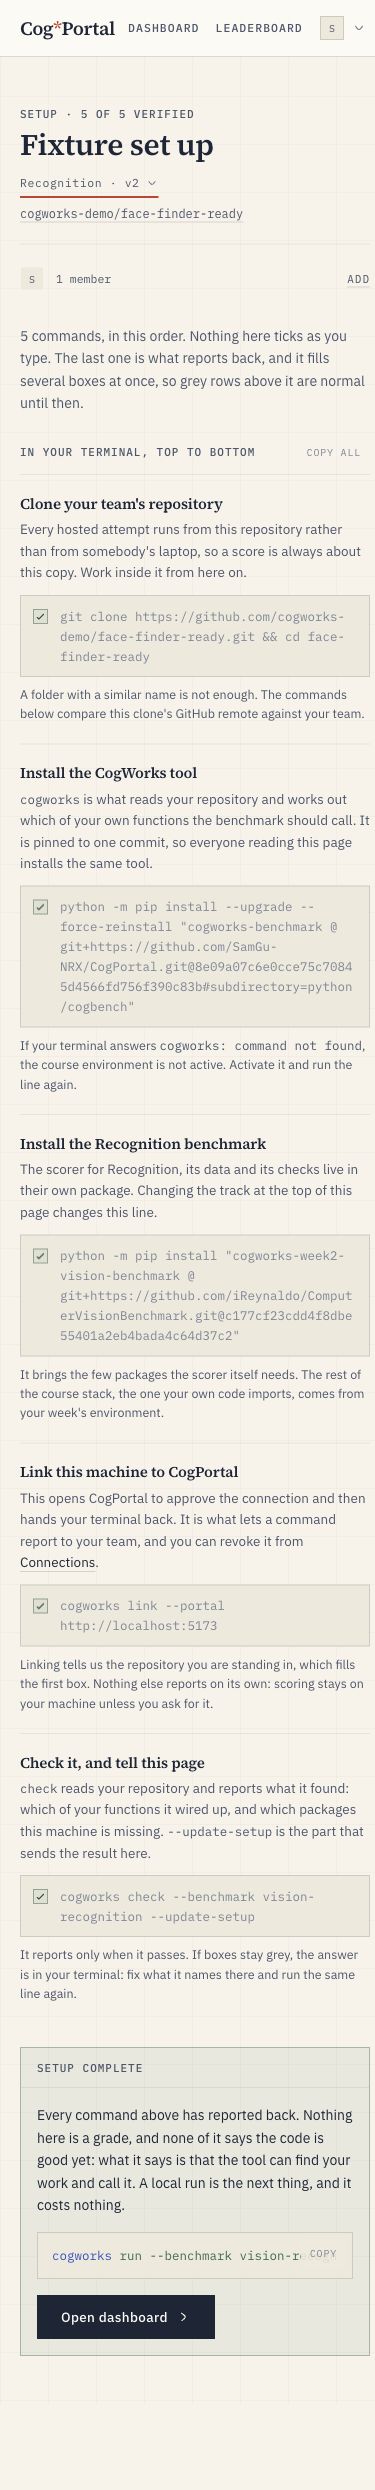 Cog*Portal DASHBOARD LEADERBOARD S
SETUP · 5 OF 5 VERIFIED
Fixture set up
Recognition · v2
cogworks-demo/face-finder-ready
S 1 member ADD
5 commands, in this order. Nothing here ticks as you
type. The last one is what reports back, and it fills
several boxes at once, so grey rows above it are normal
until then.
IN YOUR TERMINAL, TOP TO BOTTOM COPY ALL
Clone your team's repository
Every hosted attempt runs from this repository rather
than from somebody's laptop, so a score is always about
this copy. Work inside it from here on.
git clone https://github.com/cogworks-
demo/face-finder-ready.git && cd face-
finder-ready
A folder with a similar name is not enough. The commands
below compare this clone's GitHub remote against your team.
Install the CogWorks tool
cogworks is what reads your repository and works out
which of your own functions the benchmark should call. It
is pinned to one commit, so everyone reading this page
installs the same tool.
python -m pip install --upgrade --
force-reinstall "cogworks-benchmark @
git+https://github.com/SamGu-
NRX/CogPortal.git@8e09a07c6e0cce75c7084
5d4566fd756f390c83b#subdirectory=python
/cogbench"
If your terminal answers cogworks: command not found,
the course environment is not active. Activate it and run the
line again.
Install the Recognition benchmark
The scorer for Recognition, its data and its checks live in
their own package. Changing the track at the top of this
page changes this line.
python -m pip install "cogworks-week2-
vision-benchmark @
git+https://github.com/iReynaldo/Comput
erVisionBenchmark.git@c177cf23cdd4f8dbe
55401a2eb4bada4c64d37c2"
It brings the few packages the scorer itself needs. The rest of
the course stack, the one your own code imports, comes from
your week's environment.
Link this machine to CogPortal
This opens CogPortal to approve the connection and then
hands your terminal back. It is what lets a command
report to your team, and you can revoke it from
Connections.
cogworks link --portal
http://localhost:5173
Linking tells us the repository you are standing in, which fills
the first box. Nothing else reports on its own: scoring stays on
your machine unless you ask for it.
Check it, and tell this page
check reads your repository and reports what it found:
which of your functions it wired up, and which packages
this machine is missing. --update-setup is the part that
sends the result here.
cogworks check --benchmark vision-
recognition --update-setup
It reports only when it passes. If boxes stay grey, the answer
is in your terminal: fix what it names there and run the same
line again.
SETUP COMPLETE
Every command above has reported back. Nothing
here is a grade, and none of it says the code is
good yet: what it says is that the tool can find your
work and call it. A local run is the next thing, and it
costs nothing.
cogworks run --benchmark vision-r COPY
Open dashboard